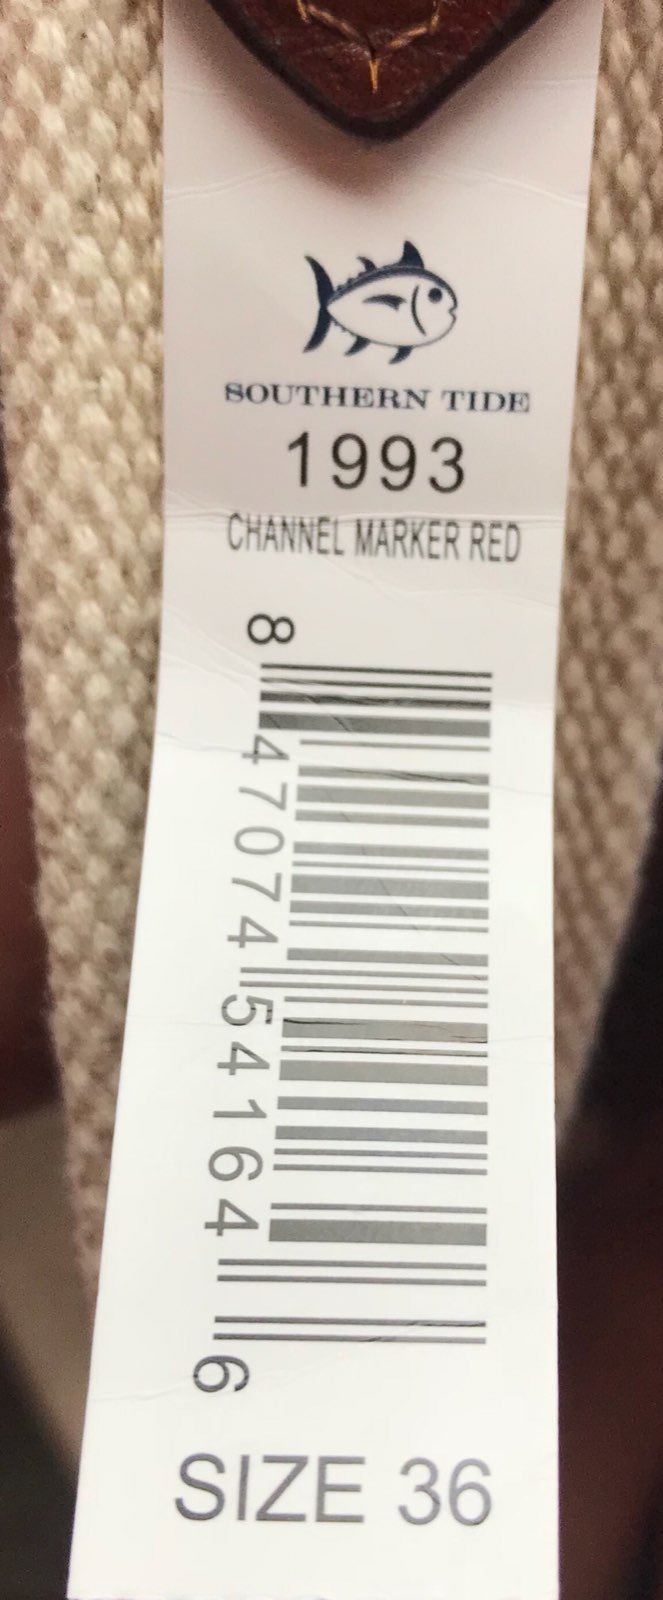 SOUTHERN TIDE
1993
CHANNEL MARKER RED
8 47074 54164 6
SIZE 36